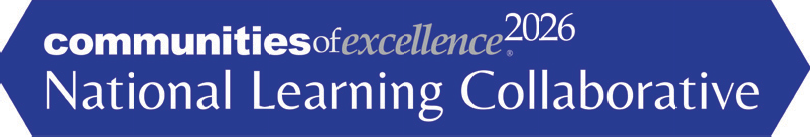 communitiesofexcellence2026®
National Learning Collaborative